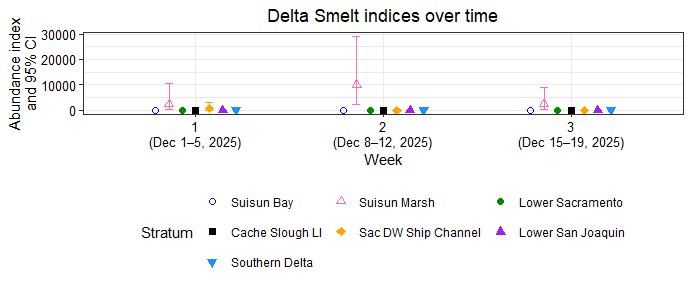 Delta Smelt indices over time
Abundance index
and 95% CI
30000
20000
10000
0
1
(Dec 1–5, 2025)
2
(Dec 8–12, 2025)
3
(Dec 15–19, 2025)
Week
Stratum
Suisun Bay
Suisun Marsh
Lower Sacramento
Cache Slough LI
Sac DW Ship Channel
Lower San Joaquin
Southern Delta